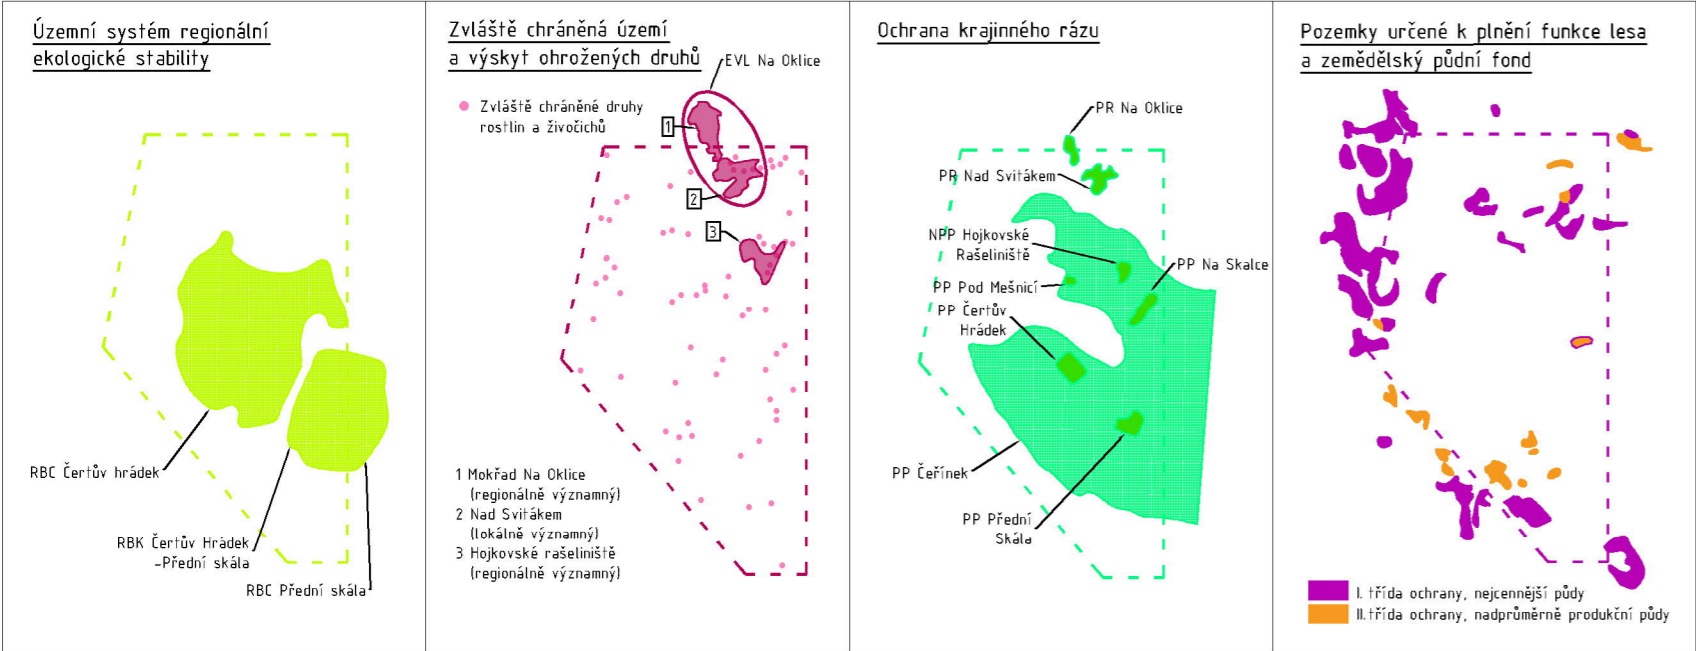 Územní systém regionální
ekologické stability
RBC Čertův hrádek
RBK Čertův Hrádek
-Přední skála
RBC Přední skála
Zvláště chráněná území
a výskyt ohrožených druhů
EVL Na Oklice
Zvláště chráněné druhy
rostlin a živočichů
1
2
3
1 Mokřad Na Oklice
(regionálně významný)
2 Nad Svitákem
(lokálně významný)
3 Hojkovské rašeliniště
(regionálně významný)
Ochrana krajinného rázu
PR Na Oklice
PR Nad Svitákem
NPP Hojkovské
Rašeliniště
PP Na Skalce
PP Pod Mešnicí
PP Čertův
Hrádek
PP Čeřínek
PP Přední
Skála
Pozemky určené k plnění funkce lesa
a zemědělský půdní fond
I. třída ochrany, nejcennější půdy
II. třída ochrany, nadprůměrně produkční půdy